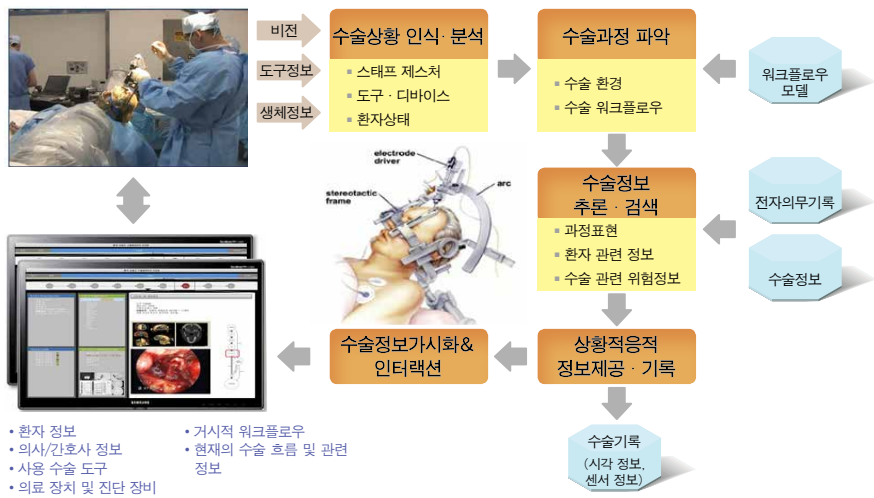 비전
도구정보
생체정보
수술상황 인식· 분석
▪ 스태프 제스처
▪ 도구 · 디바이스
▪ 환자상태
수술과정 파악
▪ 수술 환경
▪ 수술 워크플로우
워크플로우
모델
electrode
driver
stereotactic
frame
arc
수술정보
추론 · 검색
▪ 과정표현
▪ 환자 관련 정보
▪ 수술 관련 위험정보
전자의무기록
수술정보
수술정보가시화&
인터랙션
상황적응적
정보제공 · 기록
수술기록
(시각 정보,
센서 정보)
• 환자 정보
• 의사/간호사 정보
• 사용 수술 도구
• 의료 장치 및 진단 장비
• 거시적 워크플로우
• 현재의 수술 흐름 및 관련
정보